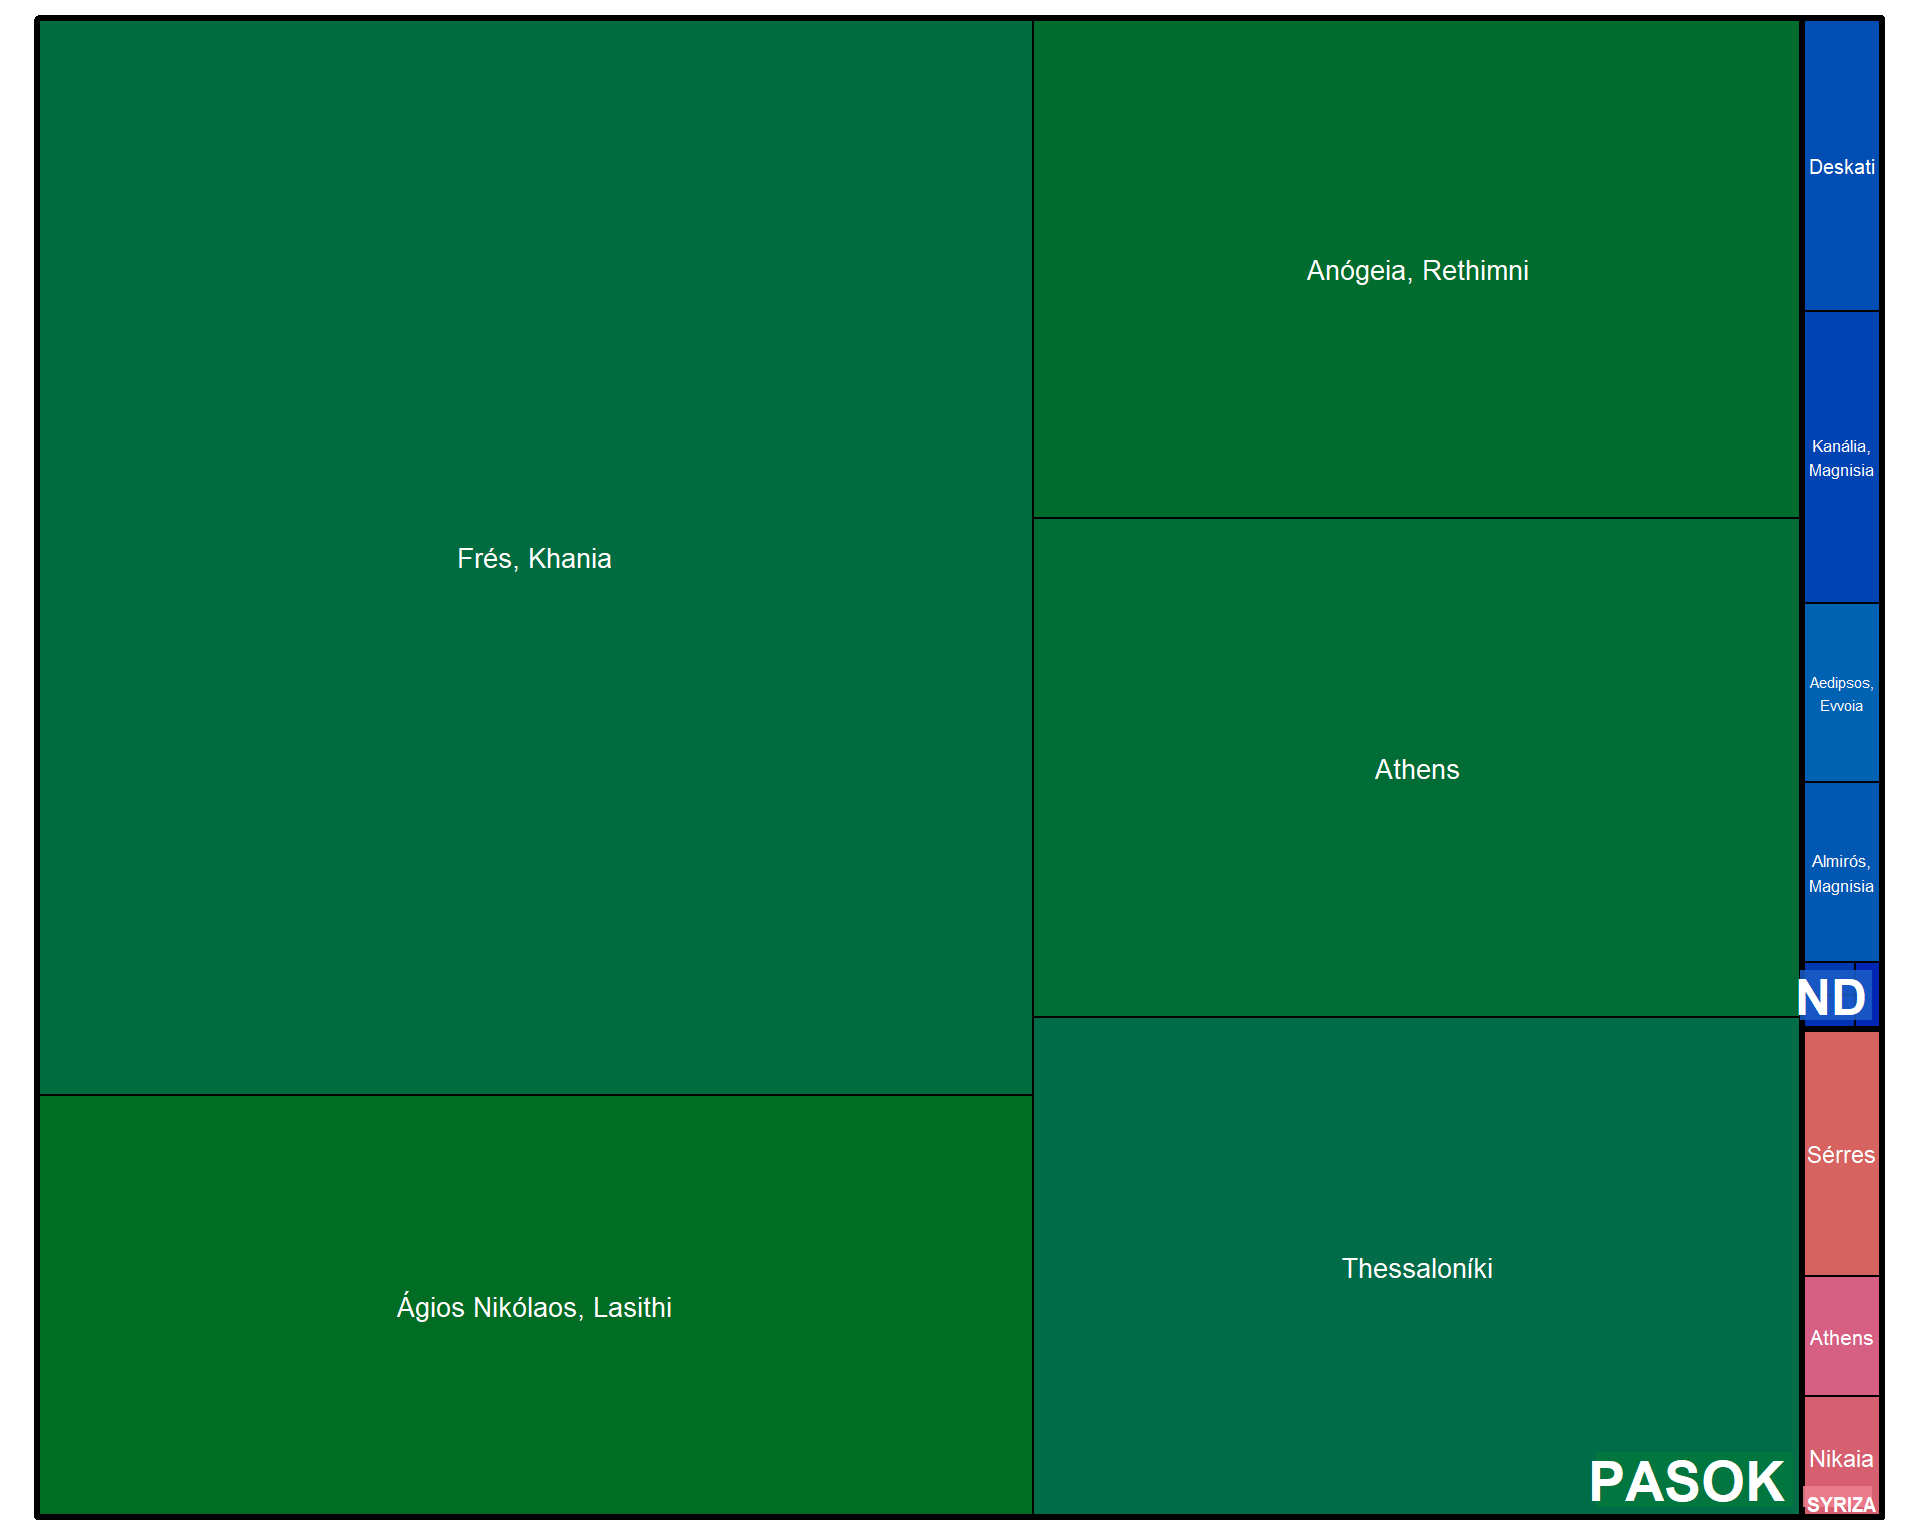 Frés, Khania
Ágios Nikólaos, Lasithi
Anógeia, Rethimni
Athens
Thessaloníki
PASOK
Deskati
Kanália,
Magnisia
Aedipsos,
Evvoia
Almirós,
Magnisia
ND
Sérres
Athens
Nikaia
SYRIZA